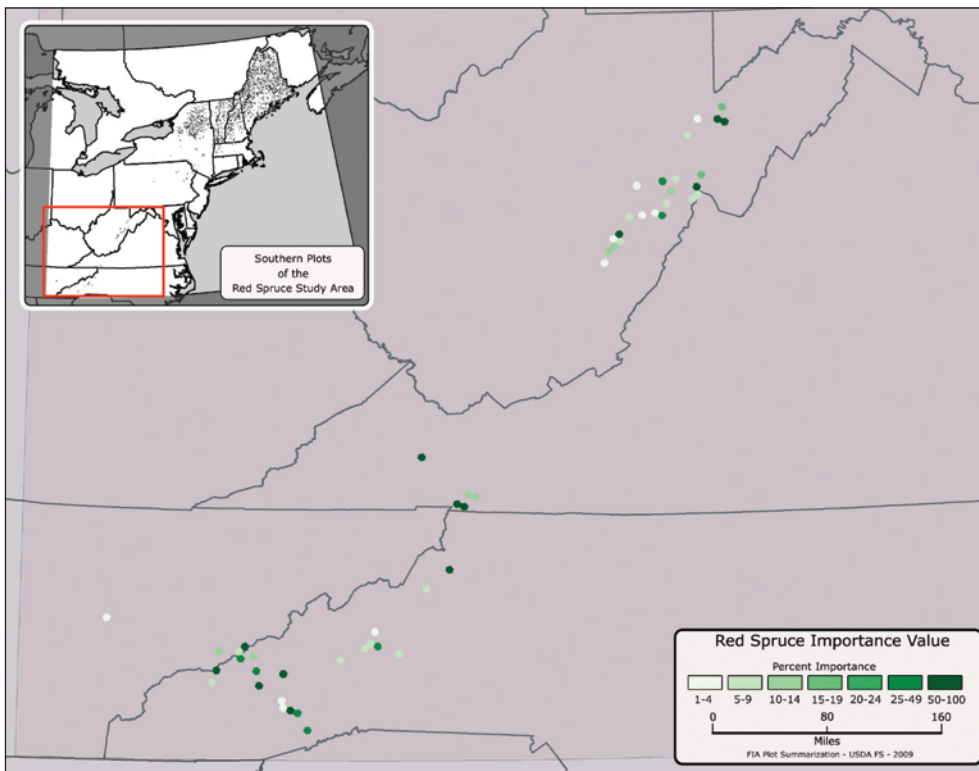 Southern Plots
of the
Red Spruce Study Area
Red Spruce Importance Value
Percent Importance
1-4 5-9 10-14 15-19 20-24 25-49 50-100
0 80 160
Miles
FIA Plot Summarization - USDA FS - 2009